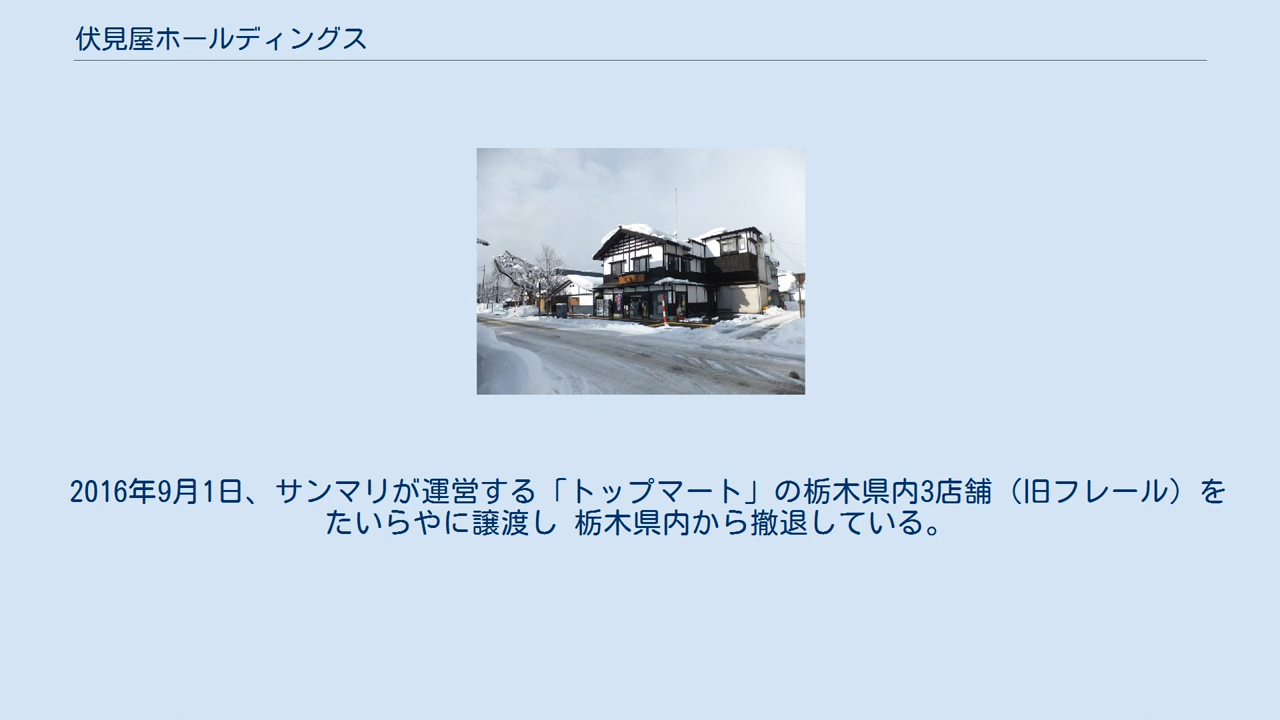 伏見屋ホールディングス
2016年9月1日、サンマリが運営する「トップマート」の栃木県内3店舗（旧フレール）を
たいらやに譲渡し 栃木県内から撤退している。